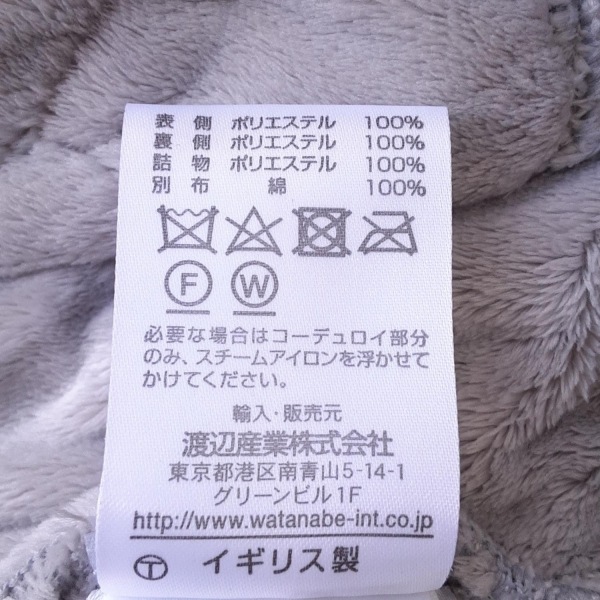 表側 ポリエステル 100%
裏側 ポリエステル 100%
詰物 ポリエステル 100%
別布 綿 100%
F W
必要な場合はコーデュロイ部分
のみ、スチームアイロンを浮かせて
かけてください。
輸入・販売元
渡辺産業株式会社
東京都港区南青山5-14-1
グリーンビル1F
http://www.watanabe-int.co.jp
T イギリス製